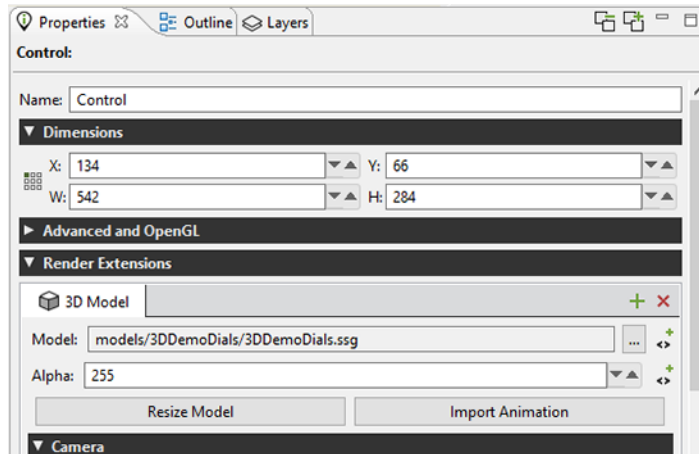 Properties Outline Layers
Control:
Name: Control
Dimensions
X: 134 Y: 66
W: 542 H: 284
Advanced and OpenGL
Render Extensions
3D Model
Model: models/3DDemoDials/3DDemoDials.ssg ...
Alpha: 255
Resize Model Import Animation
Camera